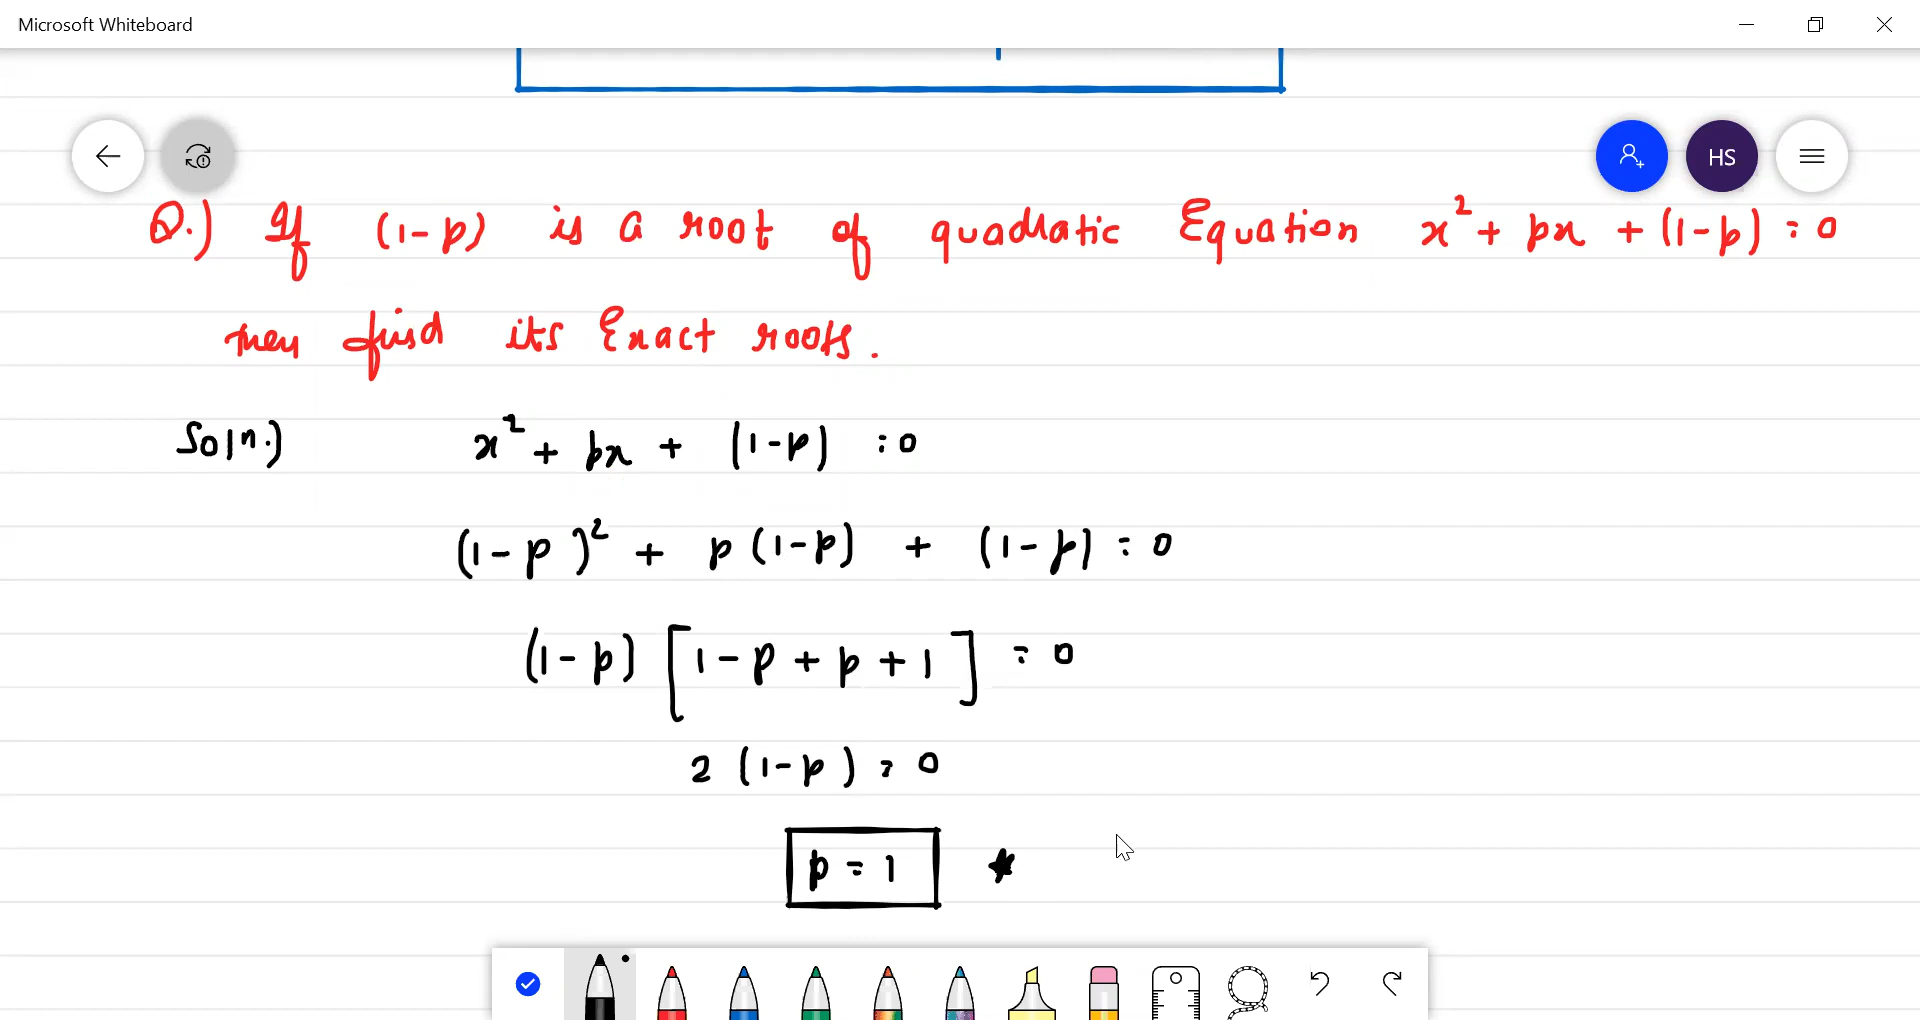 Microsoft Whiteboard
HS
Q.) If (1-p) is a root of quadratic Equation x² + px + (1-p) = 0
then find its Exact roots.
Soln.) x² + px + (1-p) = 0
(1-p)² + p(1-p) + (1-p) = 0
(1-p) [1-p+p+1] = 0
2 (1-p) = 0
p = 1 ★